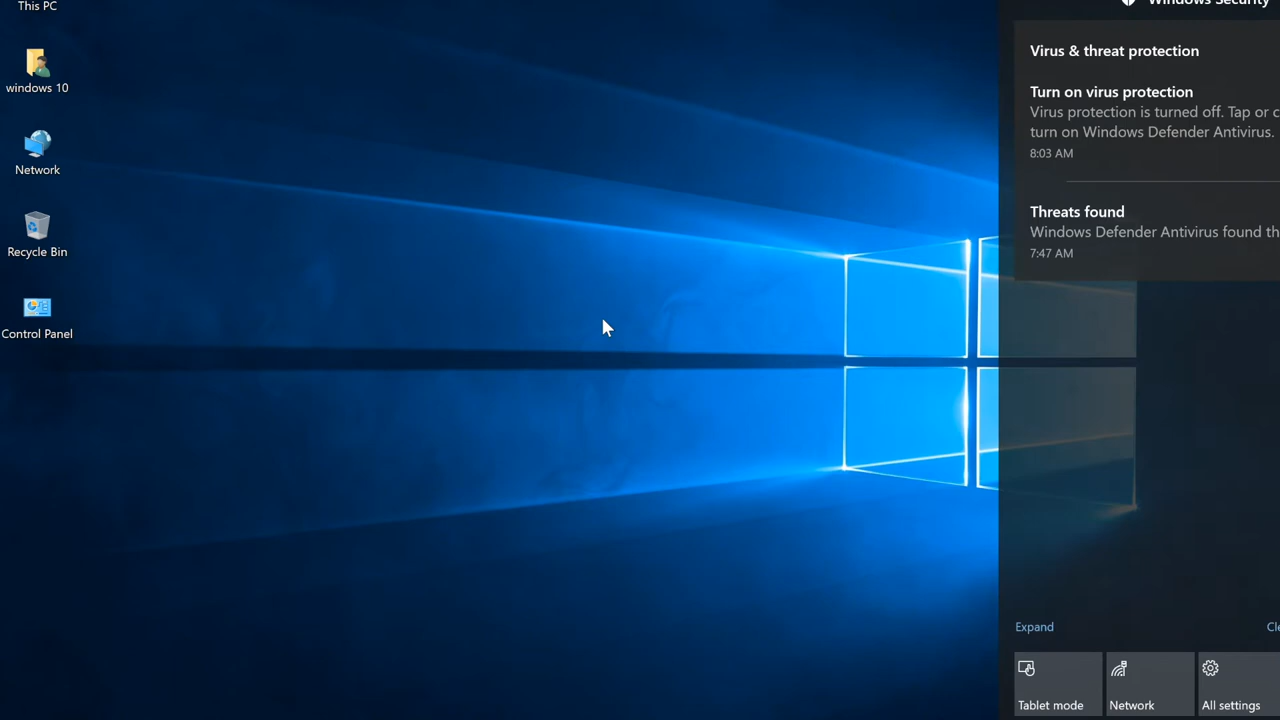 This PC
windows 10
Network
Recycle Bin
Control Panel
Windows Security
Virus & threat protection
Turn on virus protection
Virus protection is turned off. Tap or c
turn on Windows Defender Antivirus.
8:03 AM
Threats found
Windows Defender Antivirus found th
7:47 AM
Expand
Cle
Tablet mode
Network
All settings